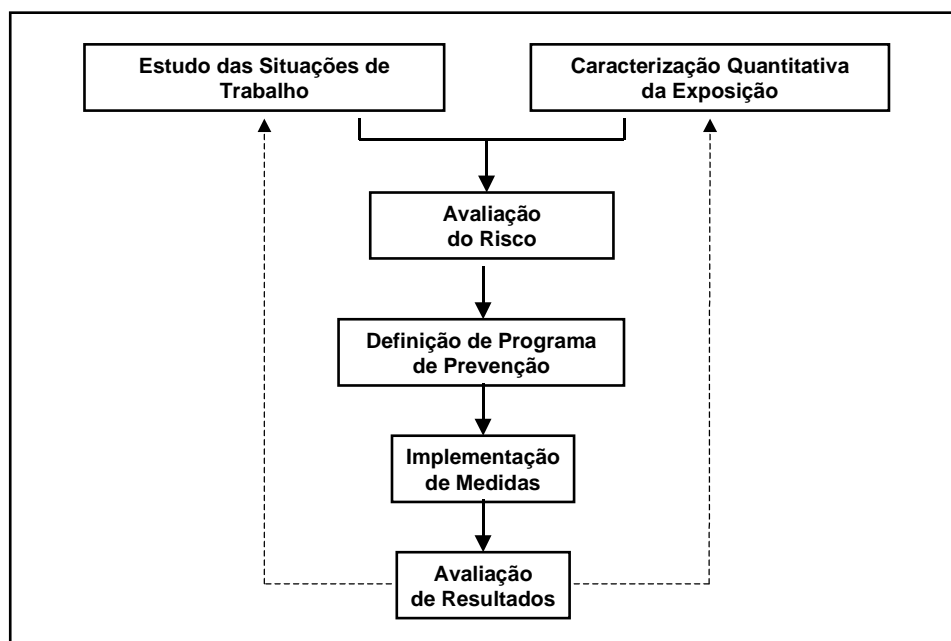 Estudo das Situações de
Trabalho
Caracterização Quantitativa
da Exposição
Avaliação
do Risco
Definição de Programa
de Prevenção
Implementação
de Medidas
Avaliação
de Resultados